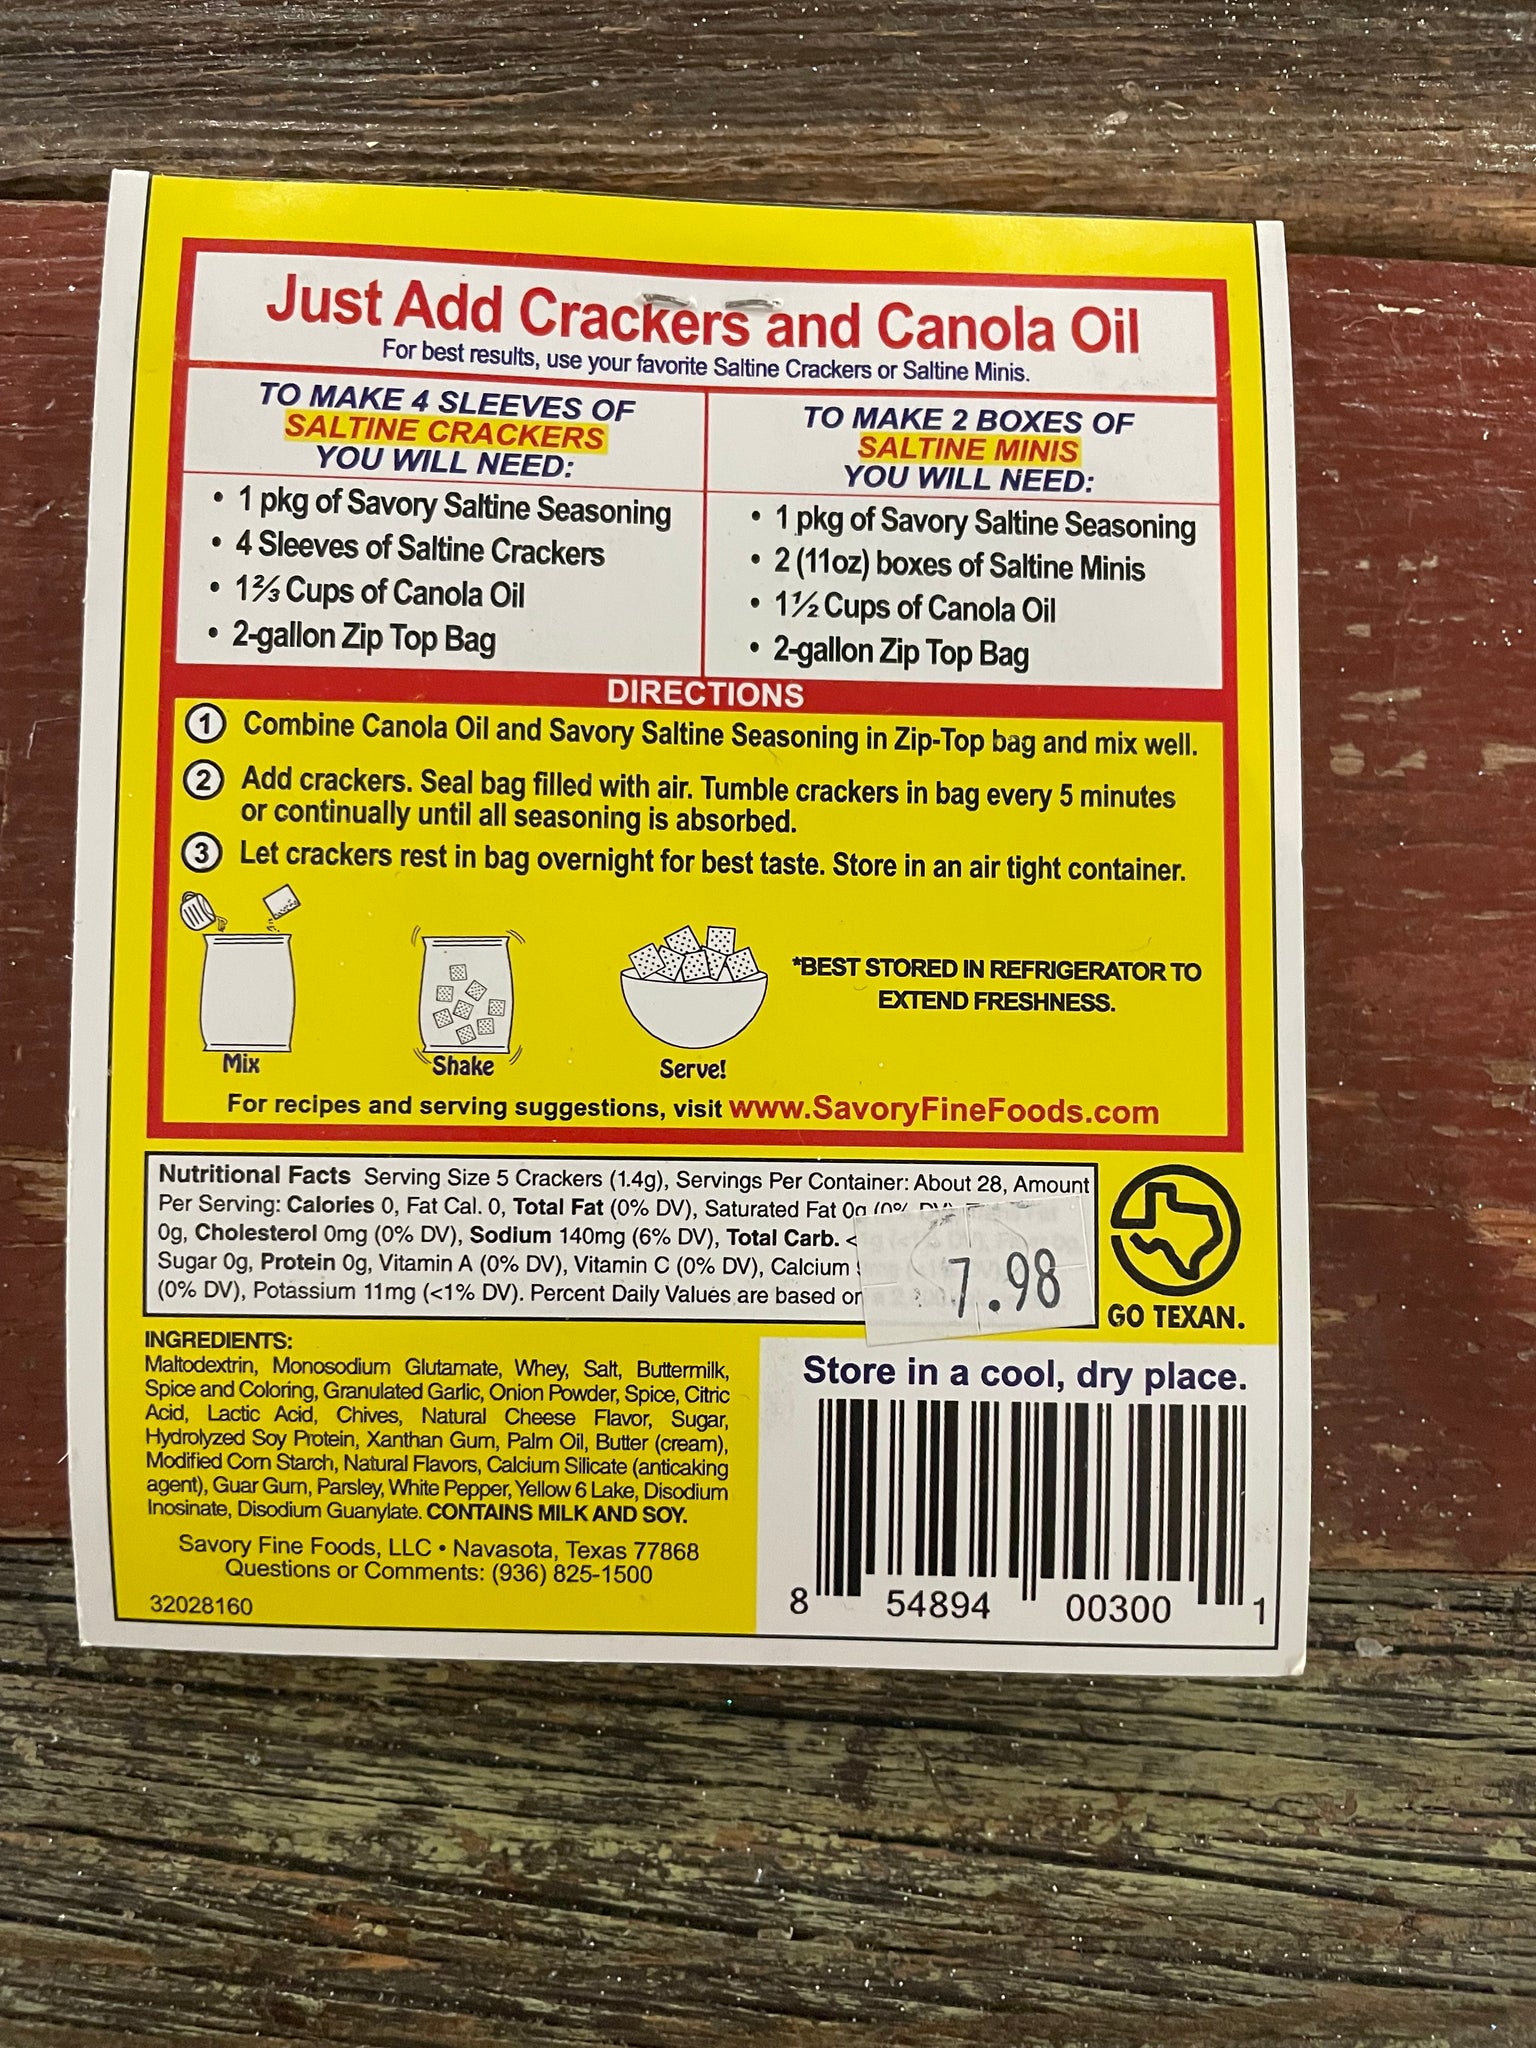 Just Add Crackers and Canola Oil
For best results, use your favorite Saltine Crackers or Saltine Minis.
TO MAKE 4 SLEEVES OF
SALTINE CRACKERS
YOU WILL NEED:
• 1 pkg of Savory Saltine Seasoning
• 4 Sleeves of Saltine Crackers
• 1⅔ Cups of Canola Oil
• 2-gallon Zip Top Bag
TO MAKE 2 BOXES OF
SALTINE MINIS
YOU WILL NEED:
• 1 pkg of Savory Saltine Seasoning
• 2 (11oz) boxes of Saltine Minis
• 1½ Cups of Canola Oil
• 2-gallon Zip Top Bag
DIRECTIONS
1 Combine Canola Oil and Savory Saltine Seasoning in Zip-Top bag and mix well.
2 Add crackers. Seal bag filled with air. Tumble crackers in bag every 5 minutes
or continually until all seasoning is absorbed.
3 Let crackers rest in bag overnight for best taste. Store in an air tight container.
Mix
Shake
Serve!
*BEST STORED IN REFRIGERATOR TO
EXTEND FRESHNESS.
For recipes and serving suggestions, visit www.SavoryFineFoods.com
Nutritional Facts Serving Size 5 Crackers (1.4g), Servings Per Container: About 28, Amount
Per Serving: Calories 0, Fat Cal. 0, Total Fat (0% DV), Saturated Fat 0g (0% DV)
0g, Cholesterol 0mg (0% DV), Sodium 140mg (6% DV), Total Carb. <
Sugar 0g, Protein 0g, Vitamin A (0% DV), Vitamin C (0% DV), Calcium
(0% DV), Potassium 11mg (<1% DV). Percent Daily Values are based on
7.98
GO TEXAN.
INGREDIENTS:
Maltodextrin, Monosodium Glutamate, Whey, Salt, Buttermilk,
Spice and Coloring, Granulated Garlic, Onion Powder, Spice, Citric
Acid, Lactic Acid, Chives, Natural Cheese Flavor, Sugar,
Hydrolyzed Soy Protein, Xanthan Gum, Palm Oil, Butter (cream),
Modified Corn Starch, Natural Flavors, Calcium Silicate (anticaking
agent), Guar Gum, Parsley, White Pepper, Yellow 6 Lake, Disodium
Inosinate, Disodium Guanylate. CONTAINS MILK AND SOY.
Savory Fine Foods, LLC • Navasota, Texas 77868
Questions or Comments: (936) 825-1500
32028160
Store in a cool, dry place.
8 54894 00300 1